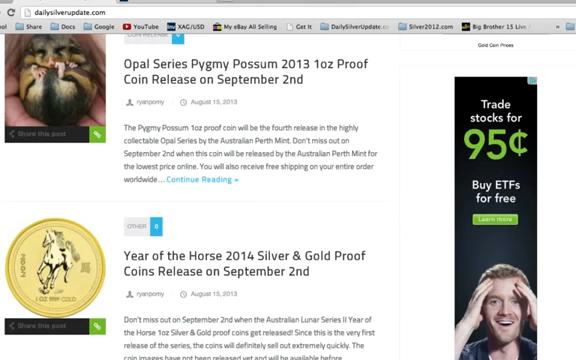 dailysilverupdate.com
Share Docs Google YouTube XAG/USD My eBay All Selling Get It DailySilverUpdate.co Silver2012.com Big Brother 15 Live
COIN RELEASE
Gold Coin Prices
Opal Series Pygmy Possum 2013 1oz Proof
Coin Release on September 2nd
ryanpomy August 15, 2013
Share this post
The Pygmy Possum 1oz proof coin will be the fourth release in the highly
collectable Opal Series by the Australian Perth Mint. Don't miss out on
September 2nd when this coin will be released by the Australian Perth Mint for
the lowest price online. You will also receive free shipping on your entire order
worldwide... Continue Reading »
OTHER 0
Year of the Horse 2014 Silver & Gold Proof
Coins Release on September 2nd
ryanpomy August 15, 2013
1 OZ 9999 GOLD
Share this post
Don't miss out on September 2nd when the Australian Lunar Series II Year of
the Horse 1oz Silver & Gold proof coins get released! Since this is the very first
release of the series, the coins will definitely sell out extremely quickly. The
coin images have not been released yet and will be available before
Trade
stocks for
95¢
Buy ETFs
for free
Learn more